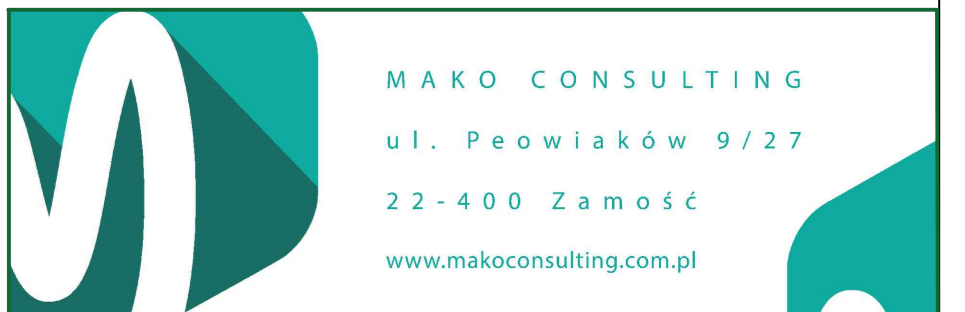 MAKO CONSULTING
ul. Peowiaków 9/27
22-400 Zamość
www.makoconsulting.com.pl